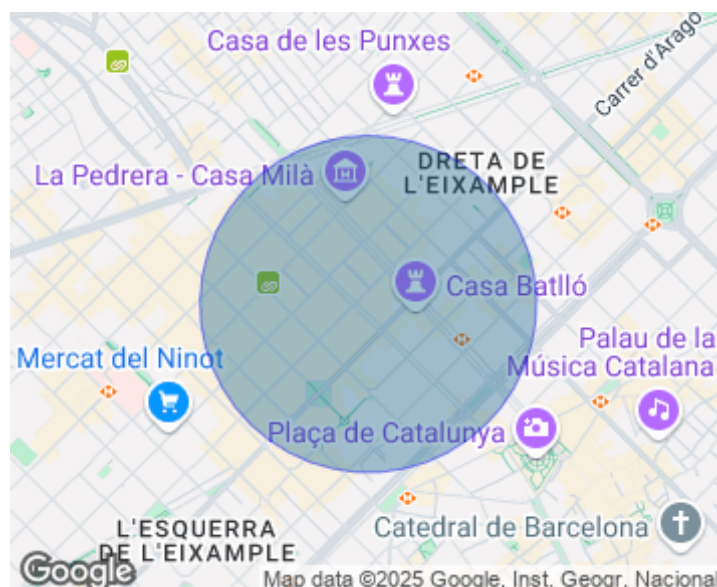 Casa de les Punxes
Carrer d'Aragó
La Pedrera - Casa Milà
DRETA DE
L'EIXAMPLE
Casa Batlló
Mercat del Ninot
Palau de la
Música Catalana
Plaça de Catalunya
L'ESQUERRA
DE L'EIXAMPLE
Catedral de Barcelona
Google
Map data ©2025 Google, Inst. Geogr. Nacional